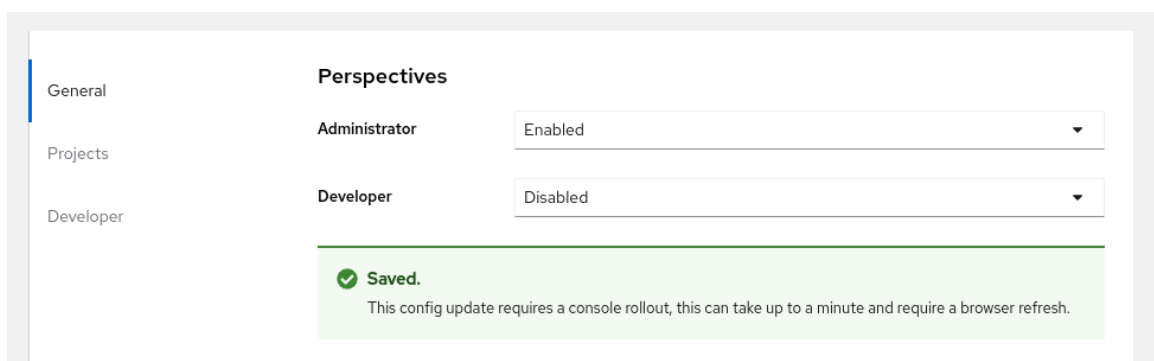 General
Projects
Developer
Perspectives
Administrator
Enabled
Developer
Disabled
Saved.
This config update requires a console rollout, this can take up to a minute and require a browser refresh.